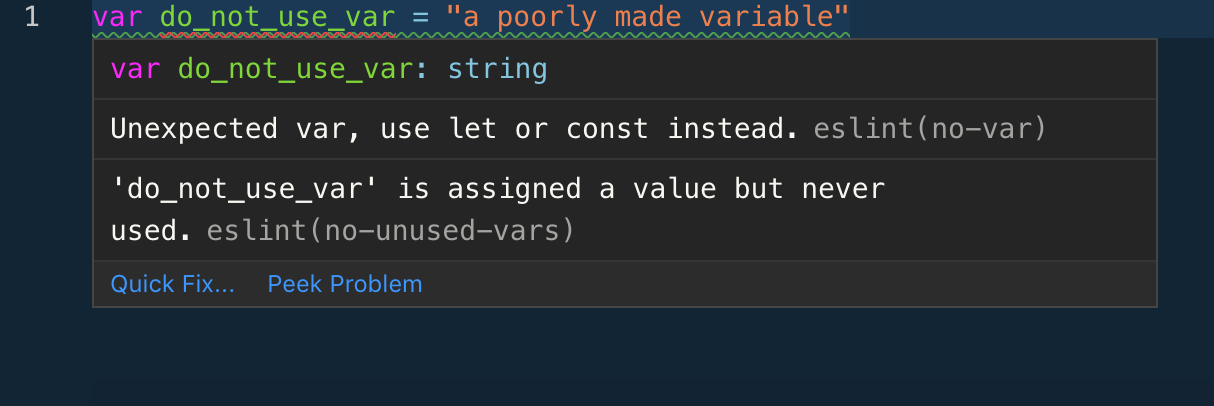 1 var do_not_use_var = "a poorly made variable"
var do_not_use_var: string
Unexpected var, use let or const instead. eslint(no-var)
'do_not_use_var' is assigned a value but never
used. eslint(no-unused-vars)
Quick Fix... Peek Problem